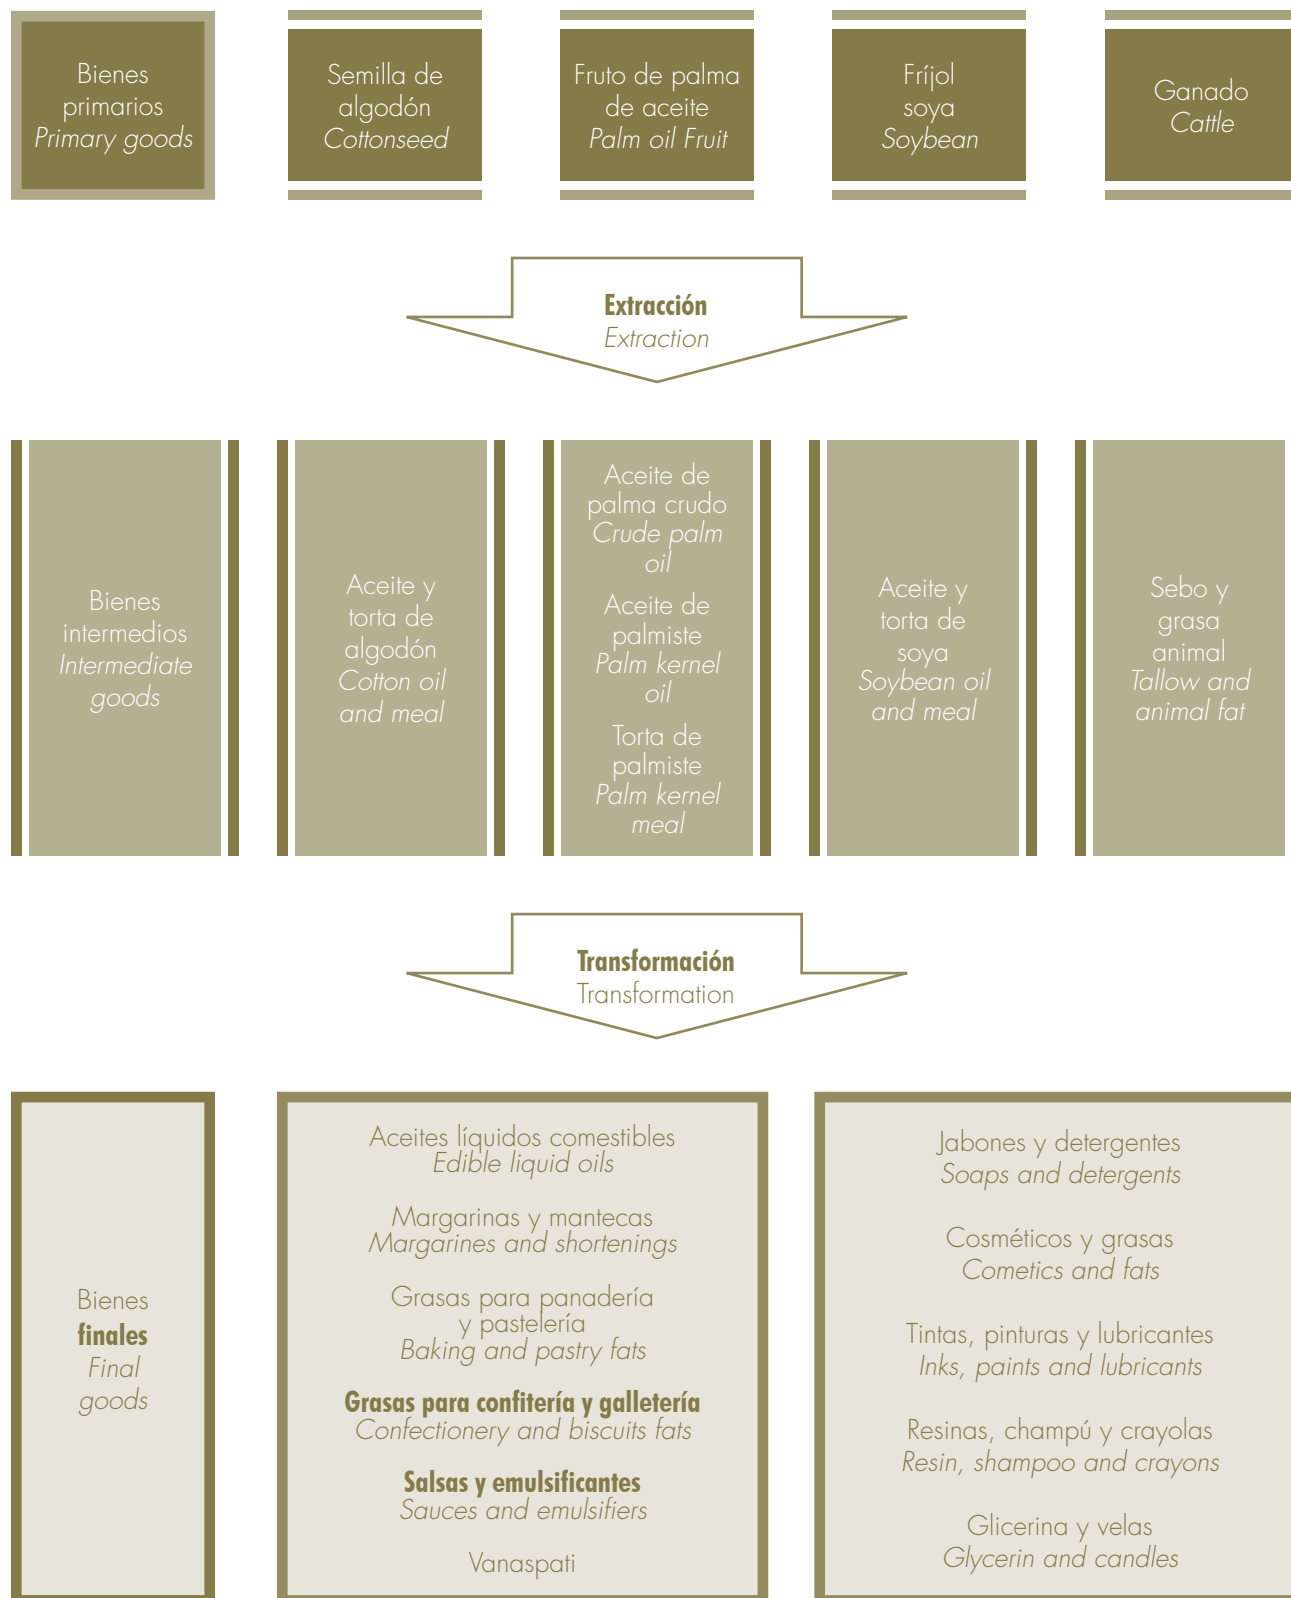 Bienes
primarios
Primary goods
Semilla de
algodón
Cottonseed
Fruto de palma
de aceite
Palm oil Fruit
Fríjol
soya
Soybean
Ganado
Cattle
Extracción
Extraction
Bienes
intermedios
Intermediate
goods
Aceite y
torta de
algodón
Cotton oil
and meal
Aceite de
palma crudo
Crude palm
oil
Aceite de
palmiste
Palm kernel
oil
Torta de
palmiste
Palm kernel
meal
Aceite y
torta de
soya
Soybean oil
and meal
Sebo y
grasa
animal
Tallow and
animal fat
Transformación
Transformation
Bienes
finales
Final
goods
Aceites líquidos comestibles
Edible liquid oils
Margarinas y mantecas
Margarines and shortenings
Grasas para panadería
y pastelería
Baking and pastry fats
Grasas para confitería y galletería
Confectionery and biscuits fats
Salsas y emulsificantes
Sauces and emulsifiers
Vanaspati
Jabones y detergentes
Soaps and detergents
Cosméticos y grasas
Cometics and fats
Tintas, pinturas y lubricantes
Inks, paints and lubricants
Resinas, champú y crayolas
Resin, shampoo and crayons
Glicerina y velas
Glycerin and candles